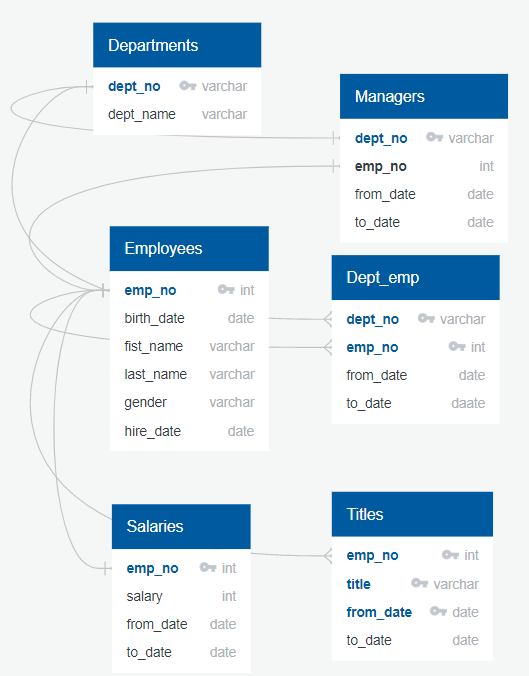 Departments
dept_no varchar
dept_name varchar
Managers
dept_no varchar
emp_no int
from_date date
to_date date
Employees
emp_no int
birth_date date
fist_name varchar
last_name varchar
gender varchar
hire_date date
Dept_emp
dept_no varchar
emp_no int
from_date date
to_date daate
Salaries
emp_no int
salary int
from_date date
to_date date
Titles
emp_no int
title varchar
from_date date
to_date date